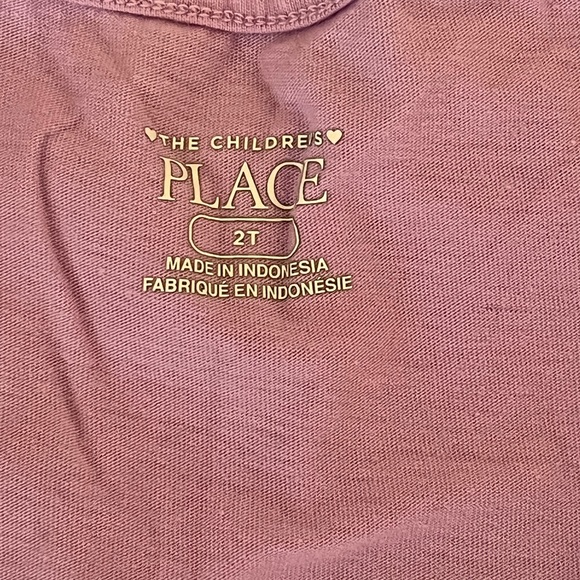 THE CHILDREN'S
PLACE
2T
MADE IN INDONESIA
FABRIQUÉ EN INDONÉSIE